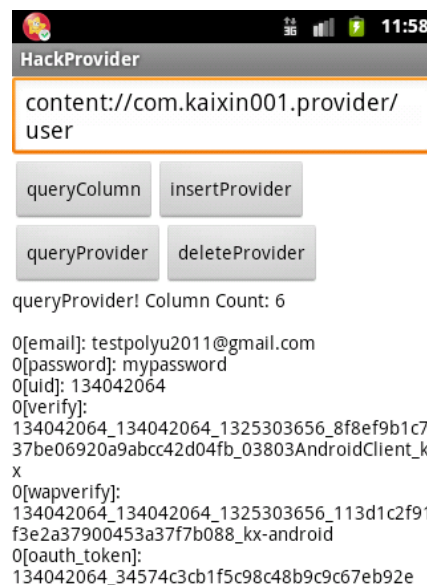 3G 11:58
HackProvider
content://com.kaixin001.provider/
user
queryColumn insertProvider
queryProvider deleteProvider
queryProvider! Column Count: 6
0[email]: testpolyu2011@gmail.com
0[password]: mypassword
0[uid]: 134042064
0[verify]:
134042064_134042064_1325303656_8f8ef9b1c7
37be06920a9abcc42d04fb_03803AndroidClient_k
x
0[wapverify]:
134042064_134042064_1325303656_113d1c2f91
f3e2a37900453a37f7b088_kx-android
0[oauth_token]:
134042064_34574c3cb1f5c98c48b9c9c67eb92e